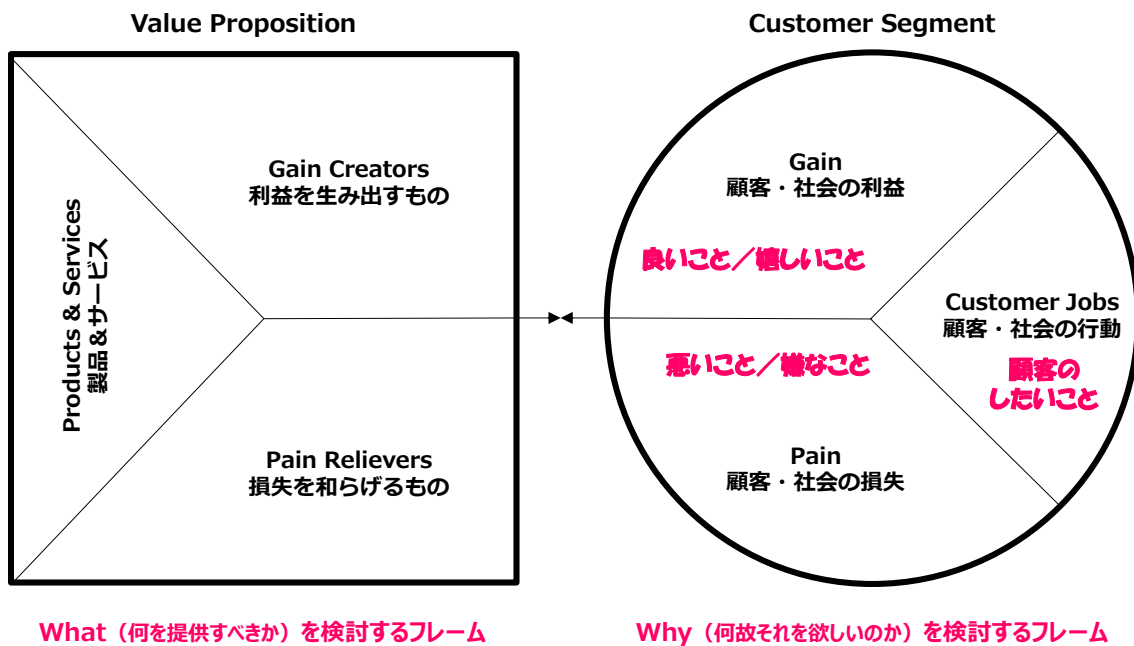 Value Proposition
Customer Segment
Products & Services
製品＆サービス
Gain Creators
利益を生み出すもの
Pain Relievers
損失を和らげるもの
Gain
顧客・社会の利益
良いこと／嬉しいこと
Customer Jobs
顧客・社会の行動
顧客の
したいこと
悪いこと／嫌なこと
Pain
顧客・社会の損失
What（何を提供すべきか）を検討するフレーム
Why（何故それを欲しいのか）を検討するフレーム